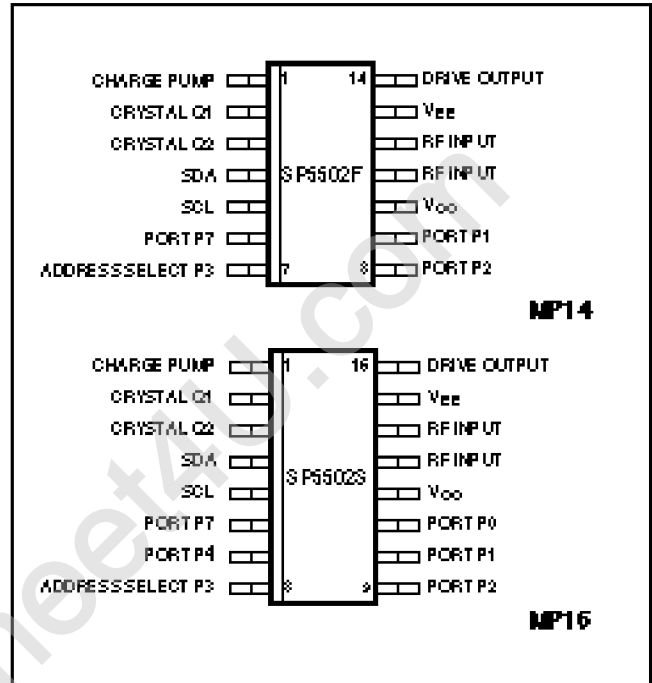 CHARGE PUMP 1 14 DRIVE OUTPUT
CRYSTAL Q1 VEE
CRYSTAL Q2 RF INPUT
SDA SP5502F RF INPUT
SCL VCC
PORT P7 PORT P1
ADDRESS SELECT P3 7 8 PORT P2
MP14
CHARGE PUMP 1 16 DRIVE OUTPUT
CRYSTAL Q1 VEE
CRYSTAL Q2 RF INPUT
SDA RF INPUT
SP5502S
SCL VCC
PORT P7 PORT P0
PORT P4 PORT P1
ADDRESS SELECT P3 8 9 PORT P2
MP16
heet4U.com